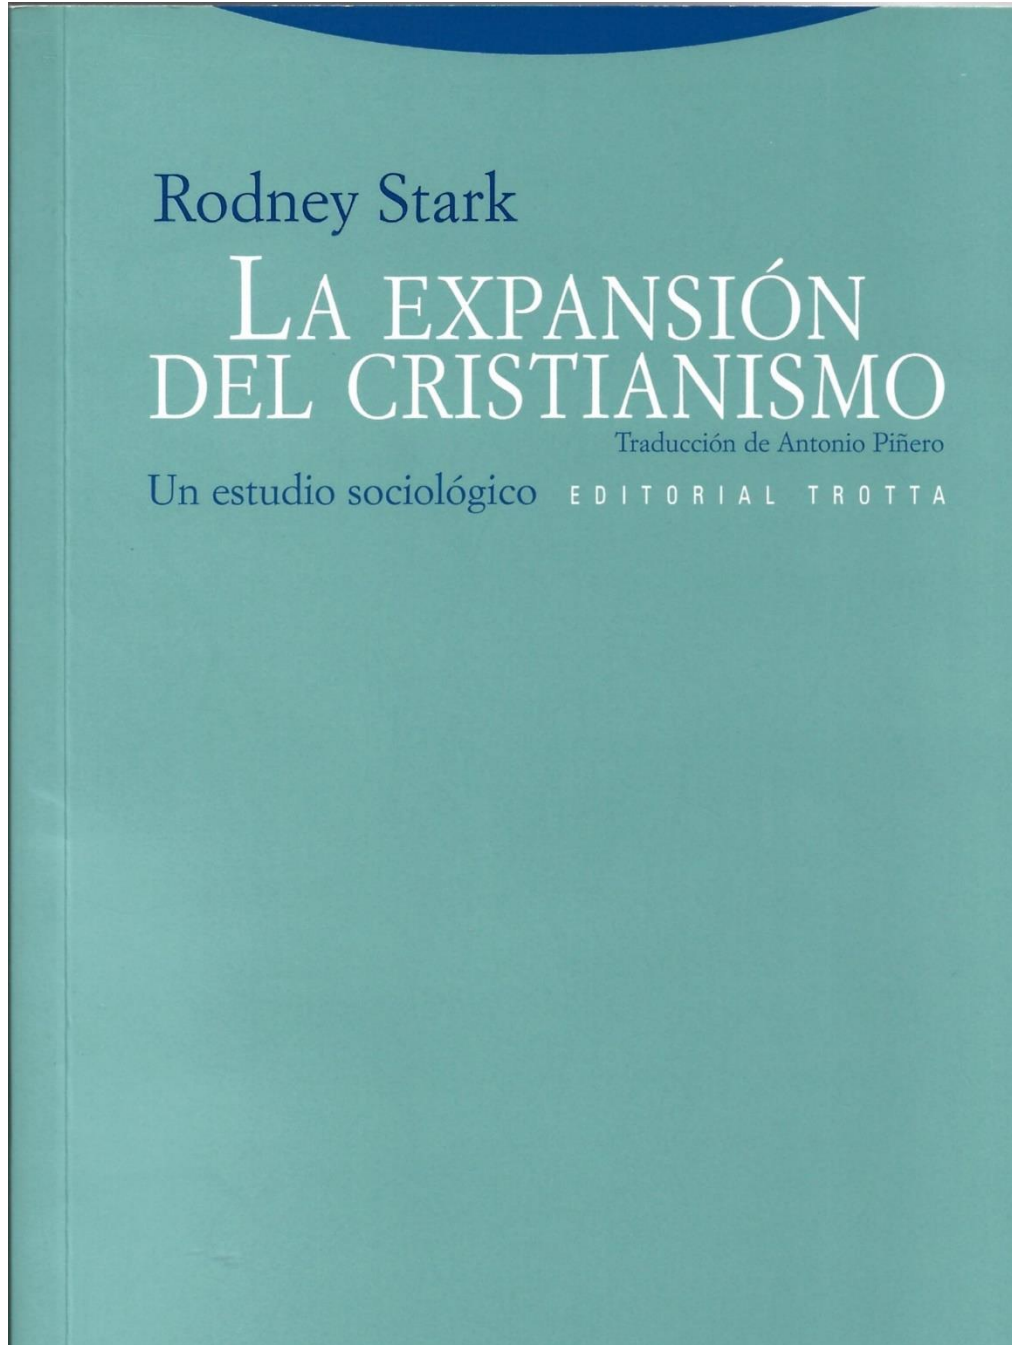 Rodney Stark
LA EXPANSIÓN
DEL CRISTIANISMO
Traducción de Antonio Piñero
Un estudio sociológico EDITORIAL TROTTA